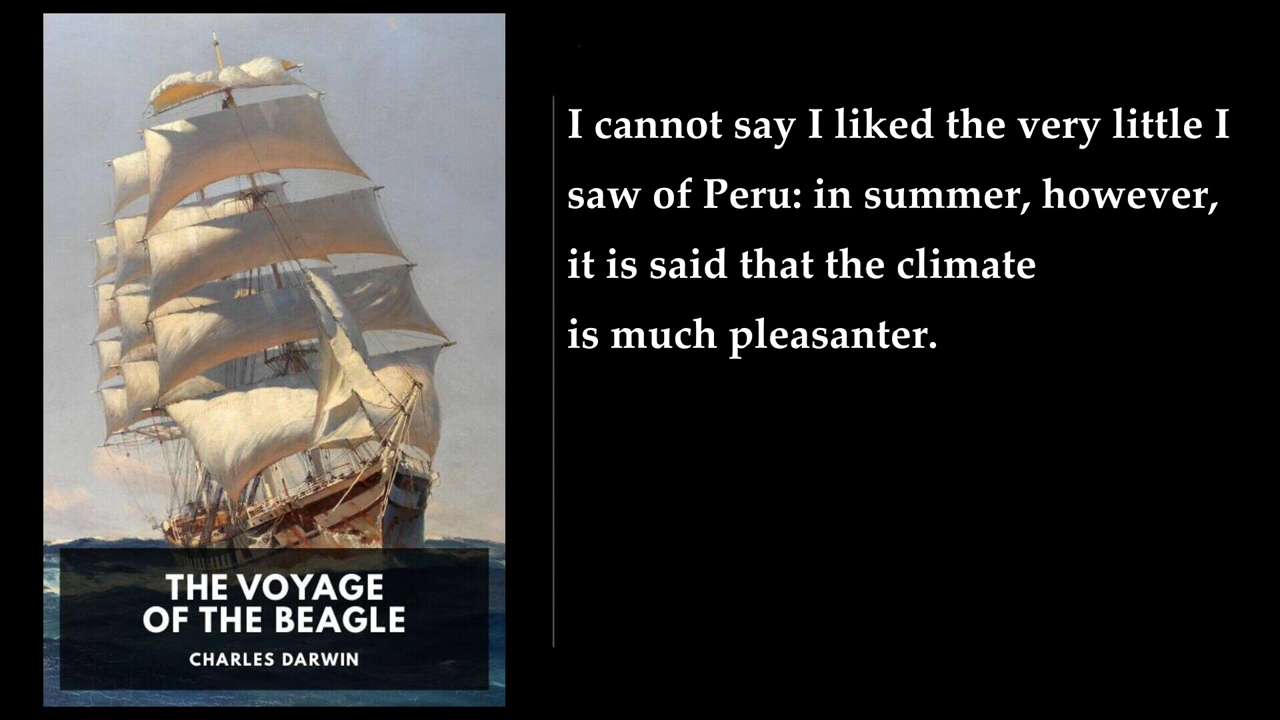 I cannot say I liked the very little I
saw of Peru: in summer, however,
it is said that the climate
is much pleasanter.
THE VOYAGE
OF THE BEAGLE
CHARLES DARWIN